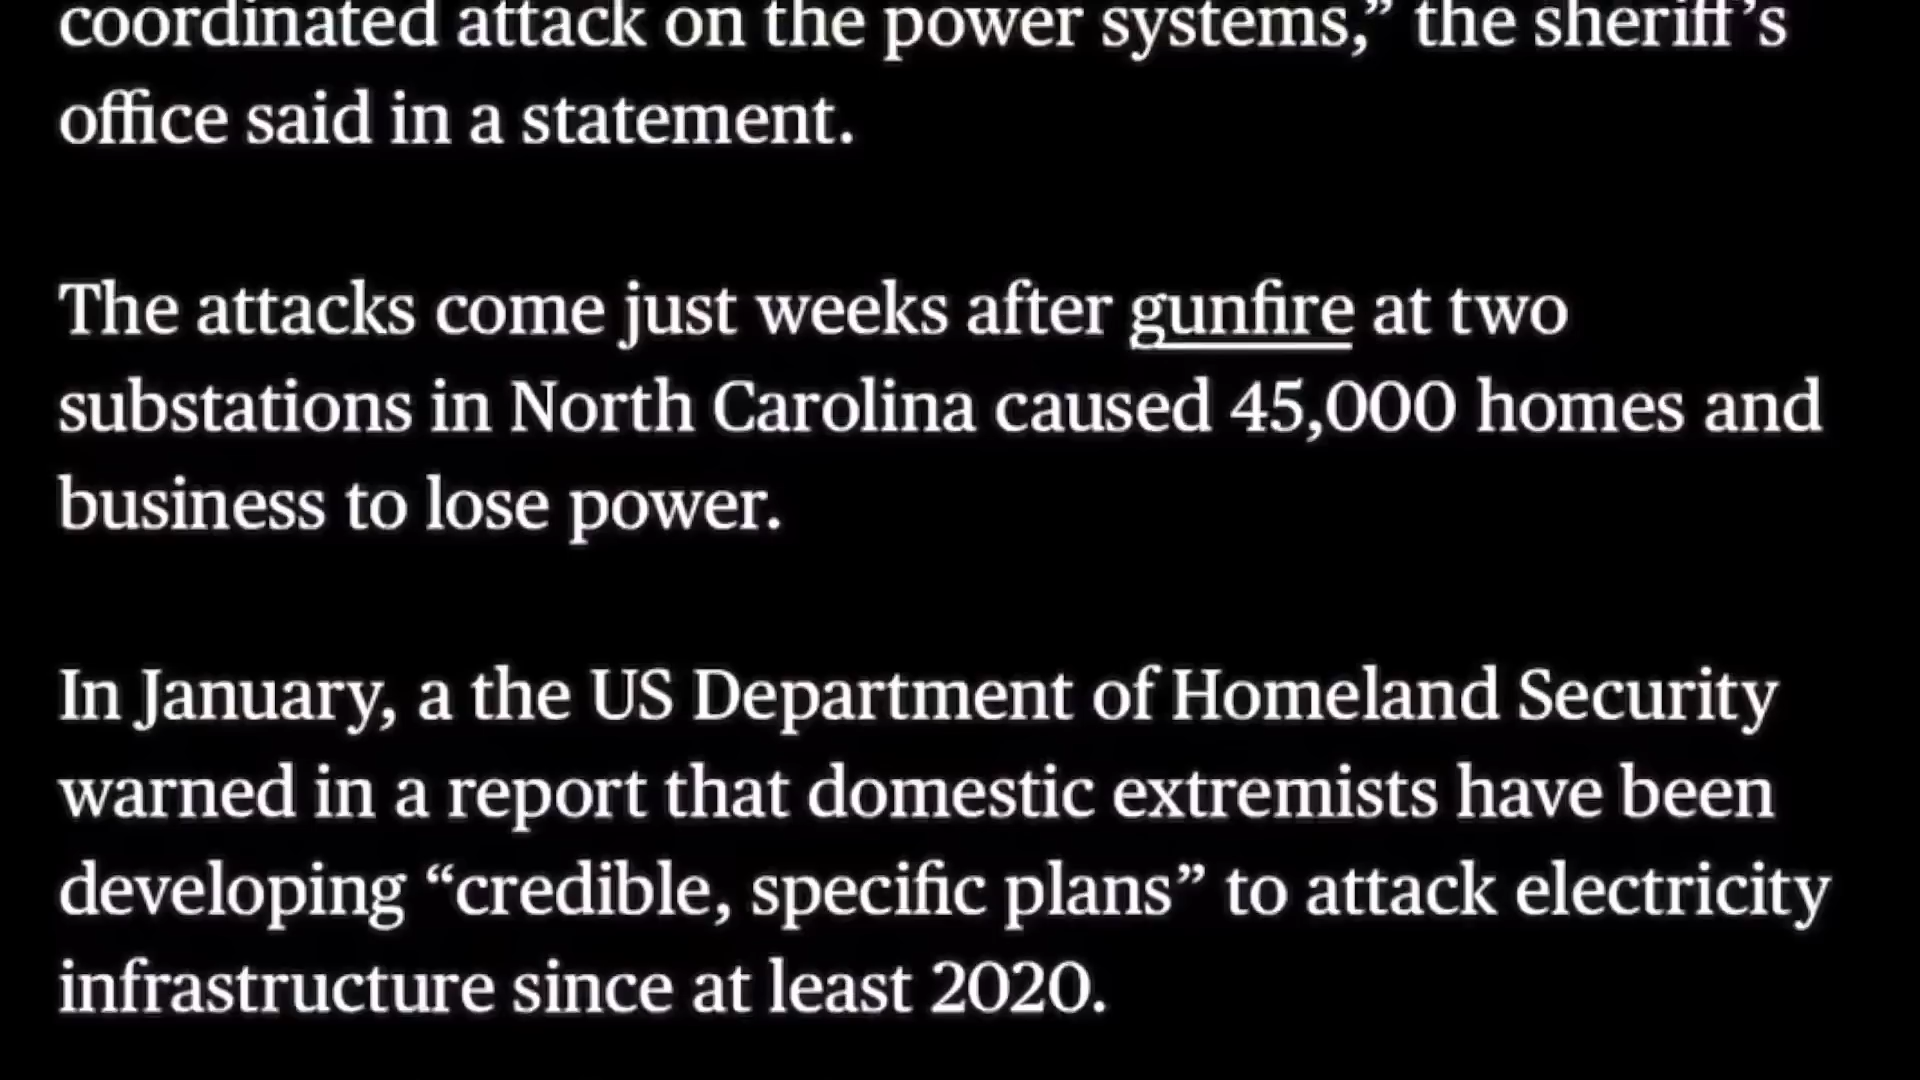 coordinated attack on the power systems,” the sheriff’s
office said in a statement.
The attacks come just weeks after gunfire at two
substations in North Carolina caused 45,000 homes and
business to lose power.
In January, a the US Department of Homeland Security
warned in a report that domestic extremists have been
developing “credible, specific plans” to attack electricity
infrastructure since at least 2020.